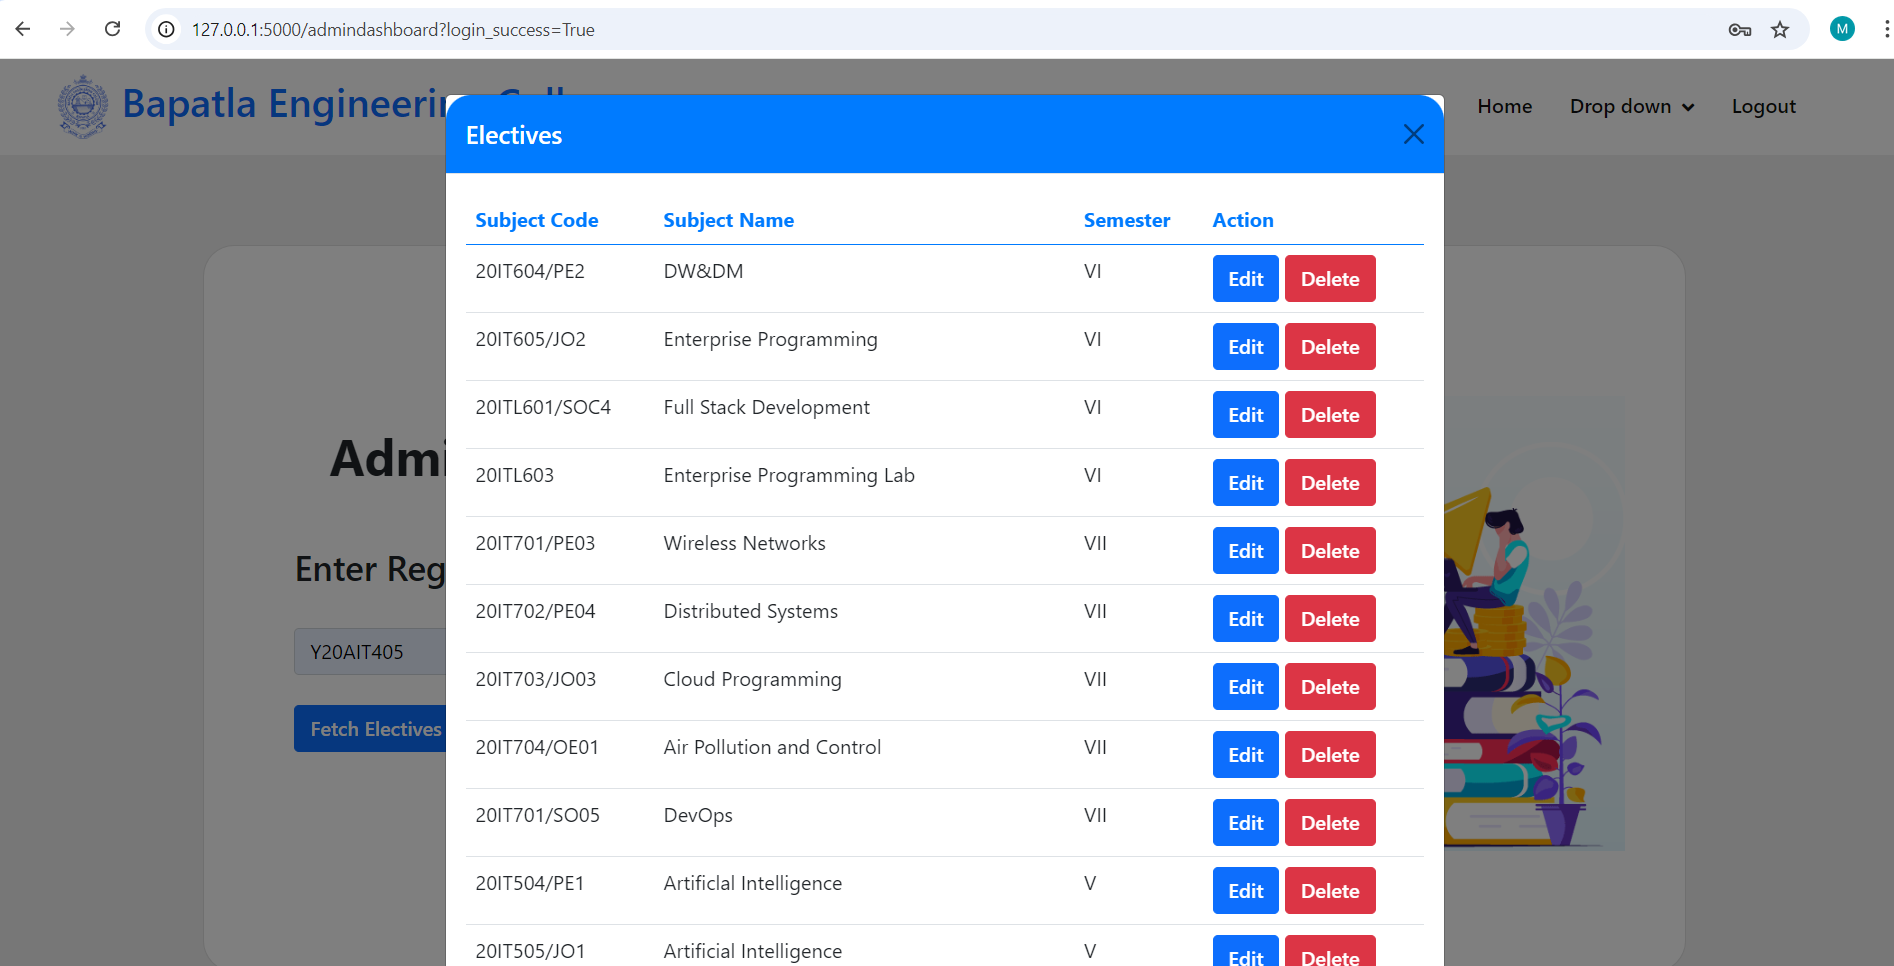 127.0.0.1:5000/admindashboard?login_success=True
M
Bapatla Engineerin
Home Drop down Logout
Electives
Subject Code Subject Name Semester Action
20IT604/PE2 DW&DM VI Edit Delete
20IT605/JO2 Enterprise Programming VI Edit Delete
20ITL601/SOC4 Full Stack Development VI Edit Delete
20ITL603 Enterprise Programming Lab VI Edit Delete
20IT701/PE03 Wireless Networks VII Edit Delete
20IT702/PE04 Distributed Systems VII Edit Delete
20IT703/JO03 Cloud Programming VII Edit Delete
20IT704/OE01 Air Pollution and Control VII Edit Delete
20IT701/SO05 DevOps VII Edit Delete
20IT504/PE1 Artificlal Intelligence V Edit Delete
20IT505/JO1 Artificial Intelligence V Edit Delete
Admi
Enter Reg
Y20AIT405
Fetch Electives